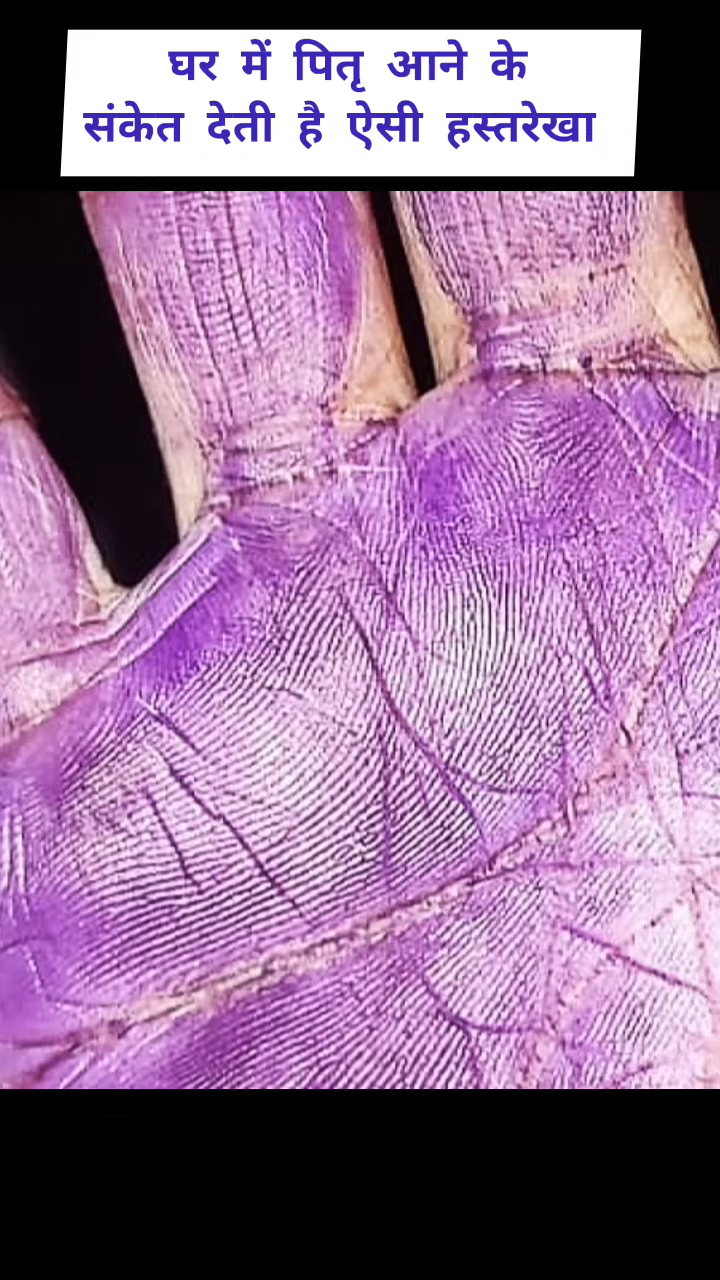 घर में पितृ आने के
संकेत देती है ऐसी हस्तरेखा